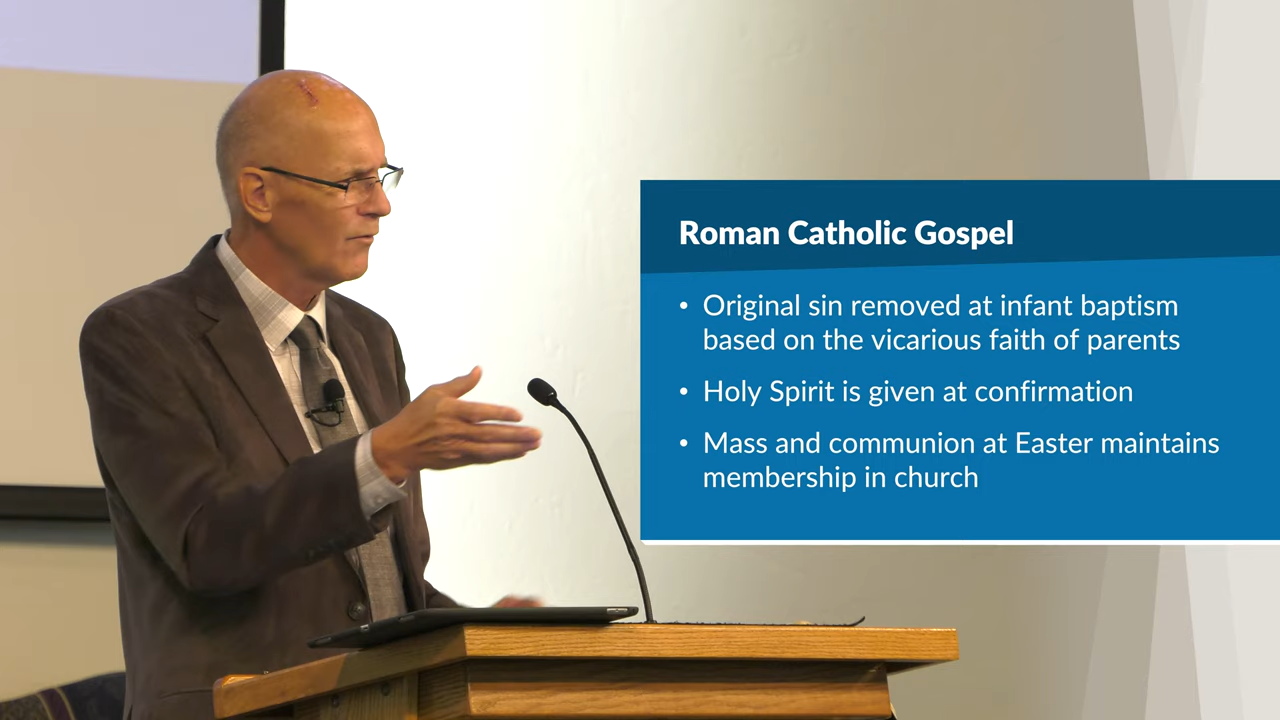 Roman Catholic Gospel
• Original sin removed at infant baptism
based on the vicarious faith of parents
• Holy Spirit is given at confirmation
• Mass and communion at Easter maintains
membership in church